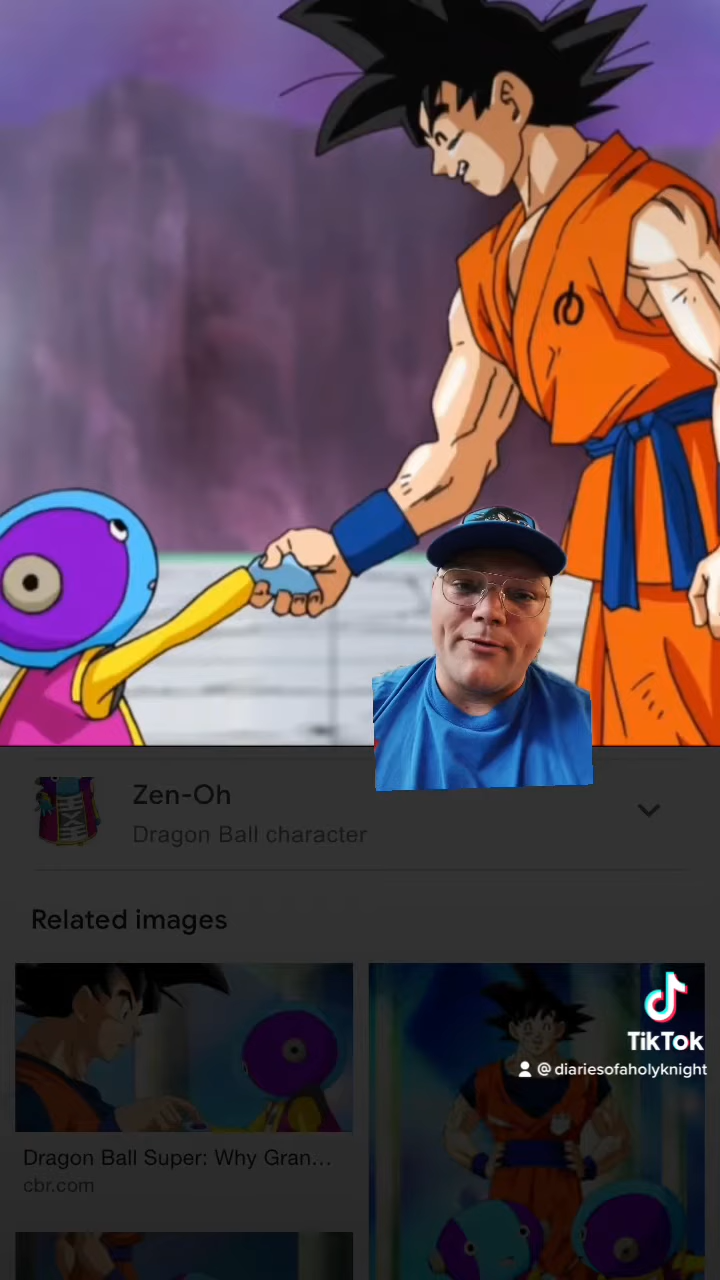 Zen-Oh
Dragon Ball character
Related images
TikTok
@diariesofaholyknight
Dragon Ball Super: Why Gran...
cbr.com